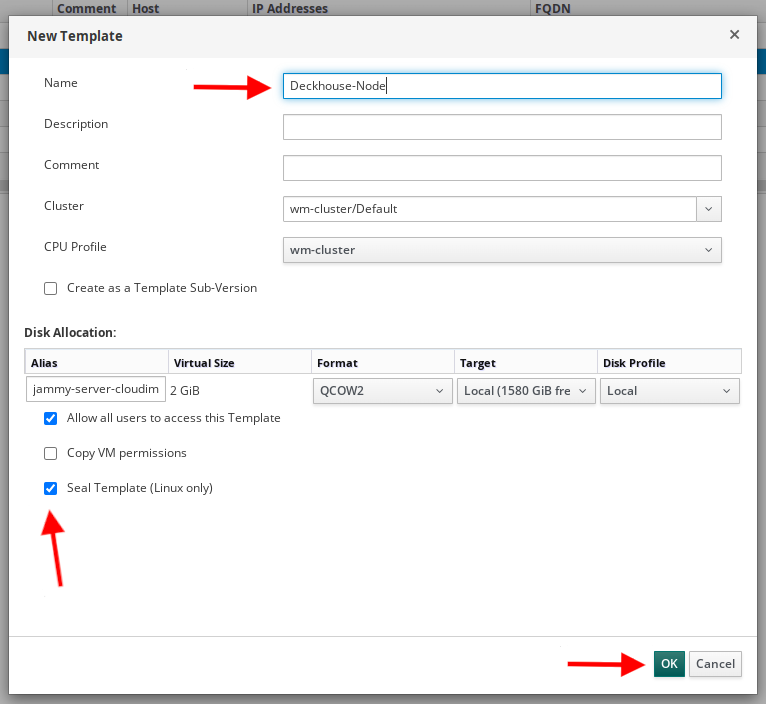 Comment Host IP Addresses FQDN
New Template
Name Deckhouse-Node
Description
Comment
Cluster wm-cluster/Default
CPU Profile wm-cluster
Create as a Template Sub-Version
Disk Allocation:
Alias Virtual Size Format Target Disk Profile
jammy-server-cloudim 2 GiB QCOW2 Local (1580 GiB fre Local
Allow all users to access this Template
Copy VM permissions
Seal Template (Linux only)
OK Cancel